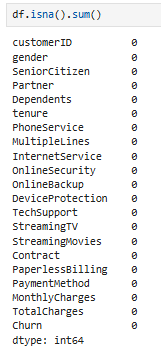 df.isna().sum()
customerID 0
gender 0
SeniorCitizen 0
Partner 0
Dependents 0
tenure 0
PhoneService 0
MultipleLines 0
InternetService 0
OnlineSecurity 0
OnlineBackup 0
DeviceProtection 0
TechSupport 0
StreamingTV 0
StreamingMovies 0
Contract 0
PaperlessBilling 0
PaymentMethod 0
MonthlyCharges 0
TotalCharges 0
Churn 0
dtype: int64